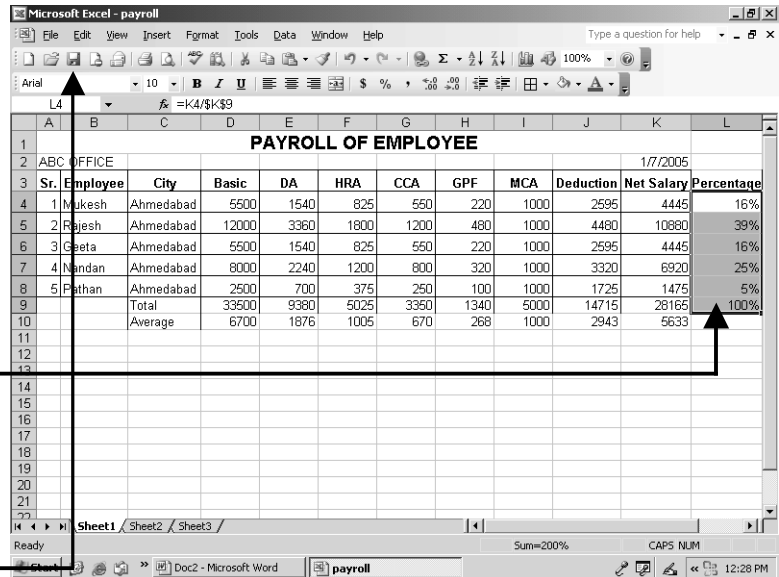 Microsoft Excel - payroll
File Edit View Insert Format Tools Data Window Help Type a question for help
100%
Arial 10 B I U $ % ,
L4 fx =K4/$K$9
A B C D E F G H I J K L
1 PAYROLL OF EMPLOYEE
2 ABC OFFICE 1/7/2005
3 Sr. Employee City Basic DA HRA CCA GPF MCA Deduction Net Salary Percentage
4 1 Mukesh Ahmedabad 5500 1540 825 550 220 1000 2595 4445 16%
5 2 Rajesh Ahmedabad 12000 3360 1800 1200 480 1000 4480 10880 39%
6 3 Geeta Ahmedabad 5500 1540 825 550 220 1000 2595 4445 16%
7 4 Nandan Ahmedabad 8000 2240 1200 800 320 1000 3320 6920 25%
8 5 Pathan Ahmedabad 2500 700 375 250 100 1000 1725 1475 5%
9 Total 33500 9380 5025 3350 1340 5000 14715 28165 100%
10 Average 6700 1876 1005 670 268 1000 2943 5633
11
12
13
14
15
16
17
18
19
20
21
22
Sheet1 Sheet2 Sheet3
Ready Sum=200% CAPS NUM
Start » Doc2 - Microsoft Word payroll « 12:28 PM